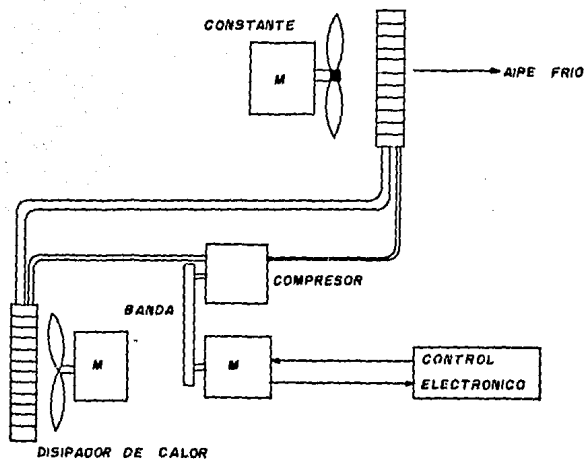 CONSTANTE
M
AIPE FRIO
COMPRESOR
BANDA
M
M
CONTROL
ELECTRONICO
DISIPADOR DE CALOR